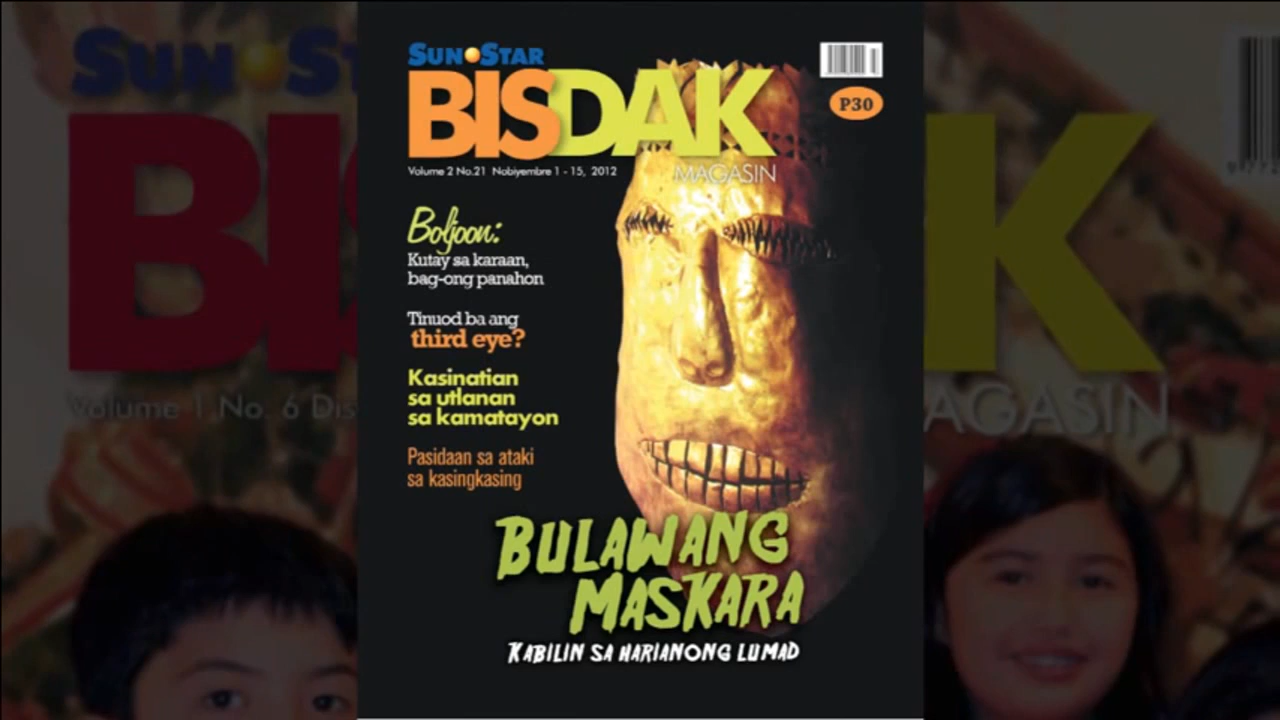 SUN STAR
BISDAK
MAGASIN
Volume 2 No.21 Nobiyembre 1 - 15, 2012
P30
Boljoon:
Kutay sa karaan,
bag-ong panahon
Tinuod ba ang
third eye?
Kasinatian
sa utlanan
sa kamatayon
Pasidaan sa ataki
sa kasingkasing
BULAWANG
MASKARA
KABILIN SA HARIANONG LUMAD
SUN ST
BIS
K
Volume 1 No. 6 Dis
AGASIN